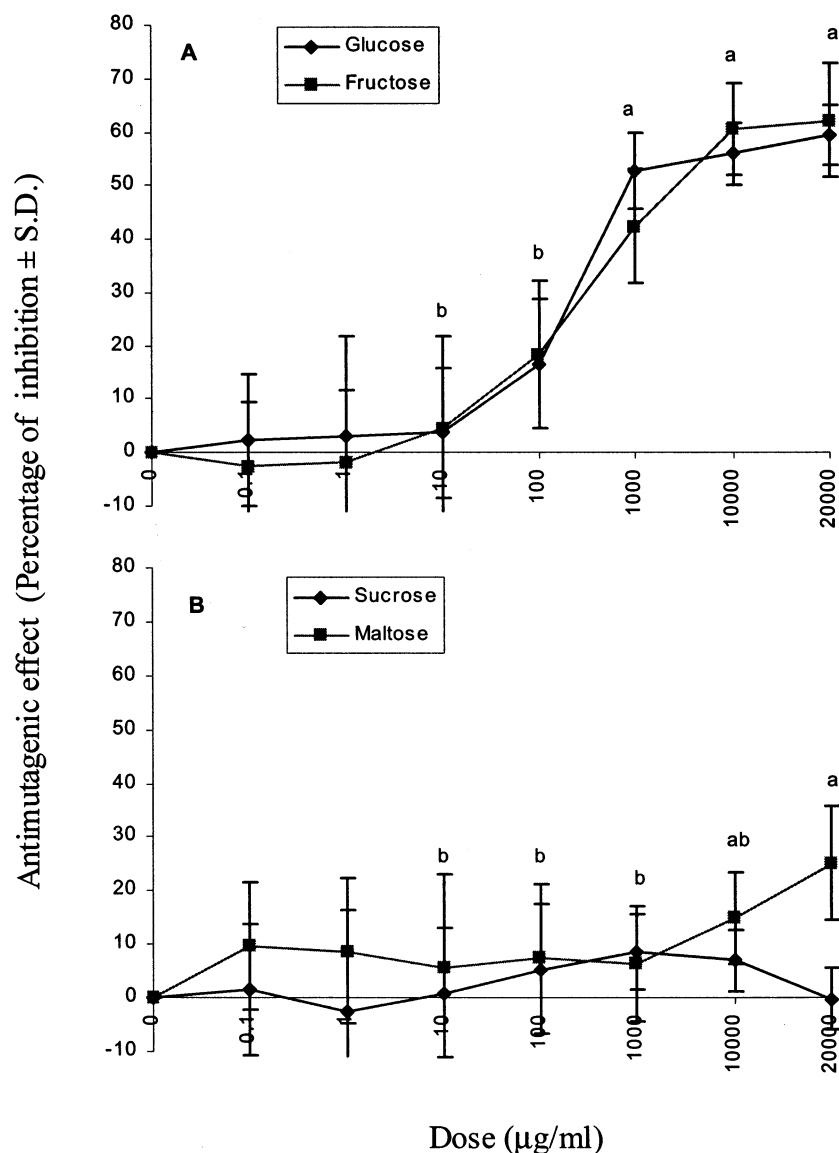 Antimutagenic effect (Percentage of inhibition ± S.D.)
A
Glucose
Fructose
80
70
60
50
40
30
20
10
0
-10
a
a
a
b
b
0
0.1
1
10
100
1000
10000
20000
B
Sucrose
Maltose
80
70
60
50
40
30
20
10
0
-10
b
b
b
ab
a
0
0.1
1
10
100
1000
10000
20000
Dose (µg/ml)